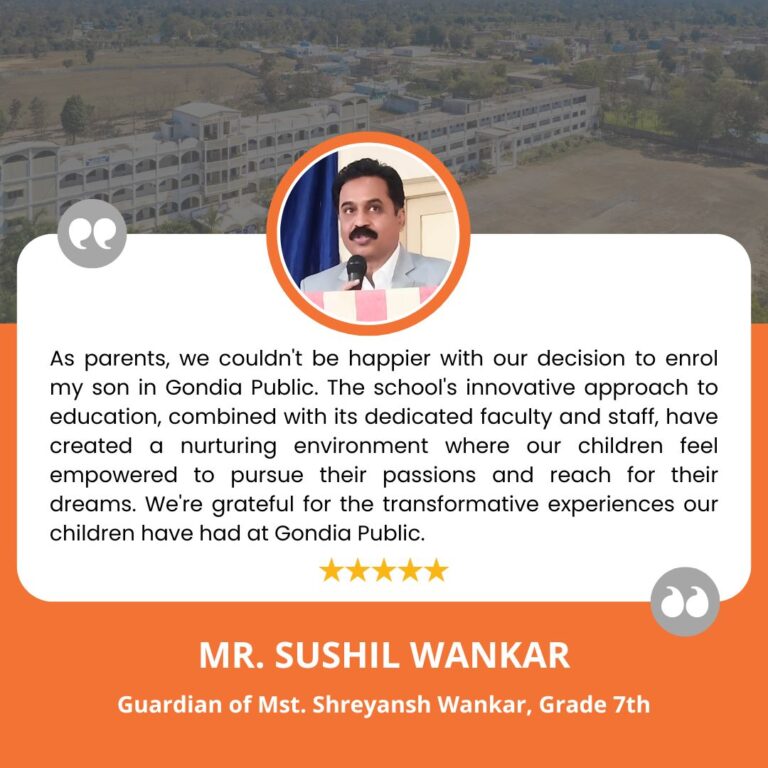 As parents, we couldn't be happier with our decision to enrol
my son in Gondia Public. The school's innovative approach to
education, combined with its dedicated faculty and staff, have
created a nurturing environment where our children feel
empowered to pursue their passions and reach for their
dreams. We're grateful for the transformative experiences our
children have had at Gondia Public.
MR. SUSHIL WANKAR
Guardian of Mst. Shreyansh Wankar, Grade 7th